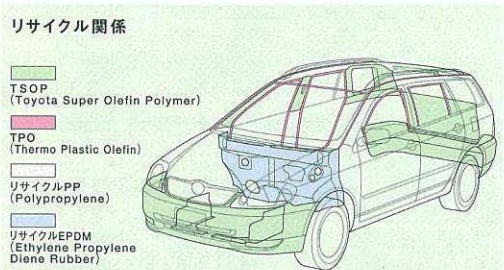 リサイクル関係
TSOP
(Toyota Super Olefin Polymer)
TPO
(Thermo Plastic Olefin)
リサイクルPP
(Polypropylene)
リサイクルEPDM
(Ethylene Propylene
Diene Rubber)